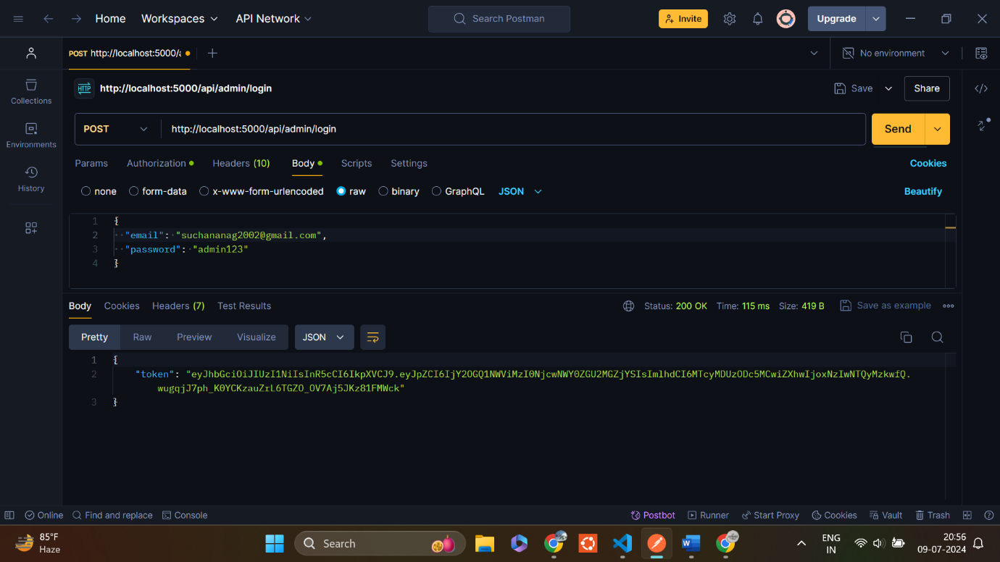 Home Workspaces API Network Search Postman Invite Upgrade
POST http://localhost:5000/a No environment
HTTP http://localhost:5000/api/admin/login Save Share
Collections
POST http://localhost:5000/api/admin/login Send
Environments
Params Authorization Headers (10) Body Scripts Settings Cookies
History
none form-data x-www-form-urlencoded raw binary GraphQL JSON Beautify
1 {
2 "email": "suchananag2002@gmail.com",
3 "password": "admin123"
4 }
Body Cookies Headers (7) Test Results Status: 200 OK Time: 115 ms Size: 419 B Save as example
Pretty Raw Preview Visualize JSON
1 {
2 "token": "eyJhbGciOiJIUzI1NiIsInR5cCI6IkpXVCJ9.eyJpZCI6IjY2OGQ1NWViMzI0NjcwNWY0ZGU2MGZjYSIsImlhdCI6MTcyMDUzODc5MCwiZXhwIjoxNzIwNTQyMzkwfQ.
wugqjJ7ph_K0YCKzauZrL6TGZO_OV7Aj5JKz81FMWck"
3 }
Online Find and replace Console Postbot Runner Start Proxy Cookies Vault Trash
85°F
Haze
Search
ENG
IN
20:56
09-07-2024